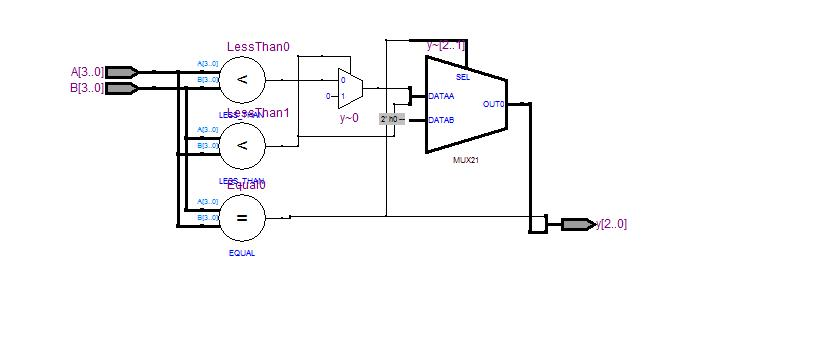 LessThan0
y~[2..1]
A[3..0]
A[3..0]
B[3..0]
B[3..0]
<
0
SEL
0
1
DATAA
OUT0
LessThan1
LESS_THAN
y~0
2' h0
DATAB
A[3..0]
B[3..0]
<
MUX21
LESS_THAN
Equal0
A[3..0]
B[3..0]
=
y[2..0]
EQUAL